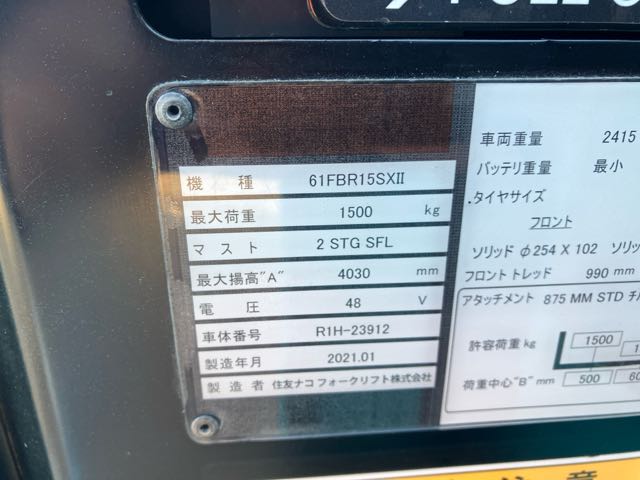 機種 61FBR15SXII
最大荷重 1500 kg
マスト 2 STG SFL
最大揚高"A" 4030 mm
電圧 48 V
車体番号 R1H-23912
製造年月 2021.01
製造者 住友ナコ フォークリフト株式会社
車両重量 2415
バッテリ重量 最小
.タイヤサイズ
フロント
ソリッド φ254 X 102 ソリッ
フロント トレッド 990 mm
アタッチメント 875 MM STD
許容荷重 kg 1500
荷重中心"B" mm 500 60
注意